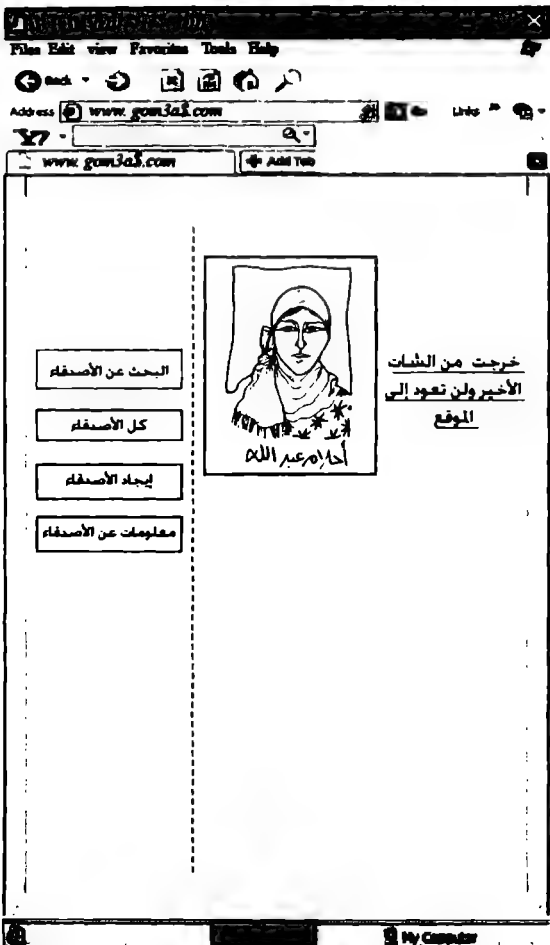 Files Edit view Favorites Tools Help
Back
Address www. gom3a$.com Links »
www. gom3a$.com Add Tab
خرجت من الشات
الأخير ولن تعود إلى
الموقع
أحلام عبد الله
البحث عن الأصدقاء
كل الأصدقاء
إيجاد الأصدقاء
معلومات عن الأصدقاء
My Computer